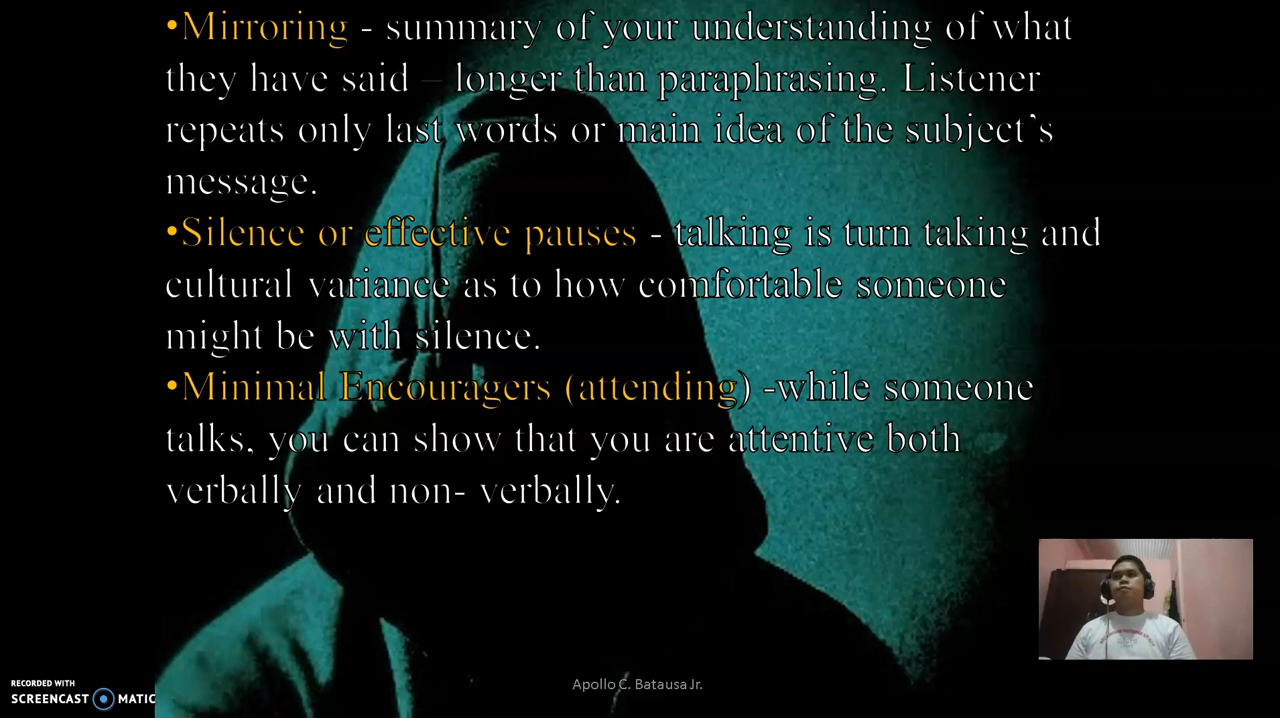 •Mirroring - summary of your understanding of what
they have said – longer than paraphrasing. Listener
repeats only last words or main idea of the subject’s
message.
•Silence or effective pauses - talking is turn taking and
cultural variance as to how comfortable someone
might be with silence.
•Minimal Encouragers (attending) -while someone
talks, you can show that you are attentive both
verbally and non- verbally.
Apollo C. Batausa Jr.
RECORDED WITH
SCREENCAST MATIC